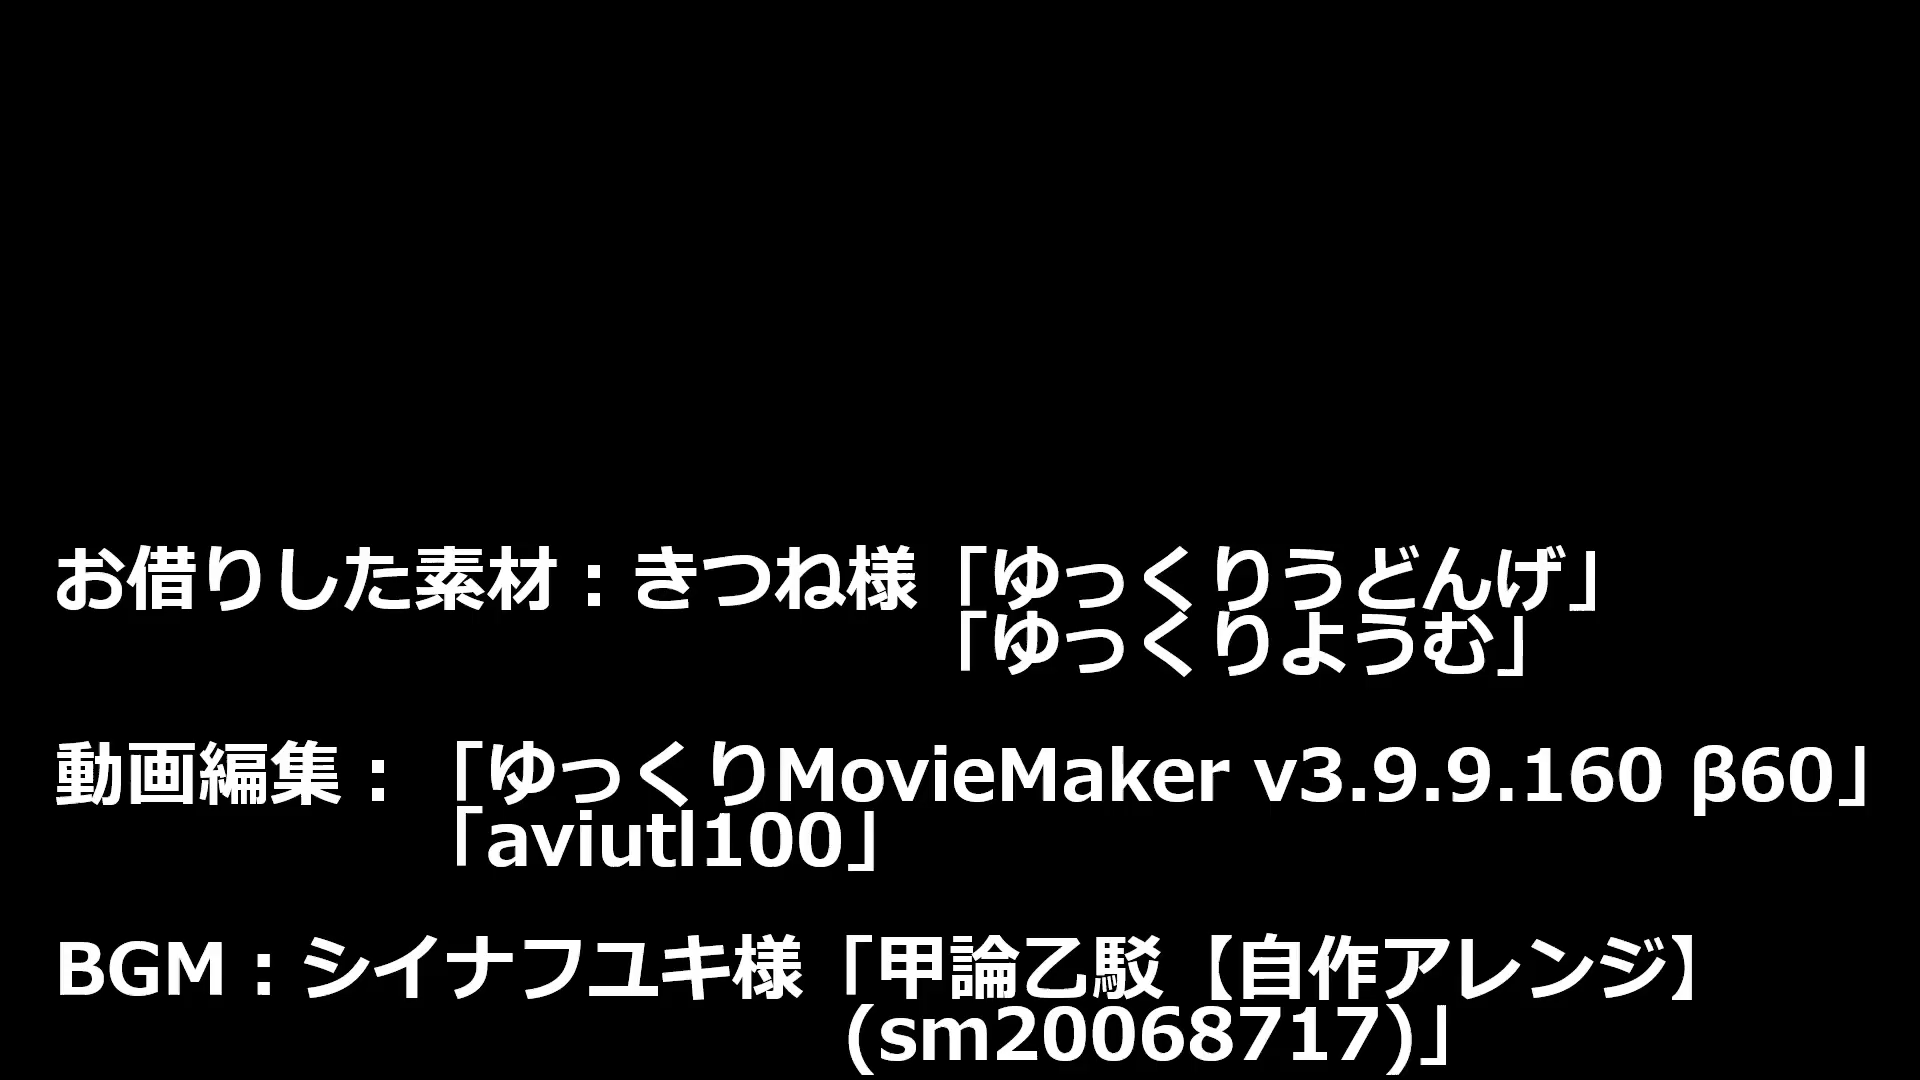 お借りした素材：きつね様「ゆっくりうどんげ」
「ゆっくりようむ」
動画編集：「ゆっくりMovieMaker v3.9.9.160 β60」
「aviutl100」
BGM：シイナフユキ様「甲論乙駁【自作アレンジ】
(sm20068717)」